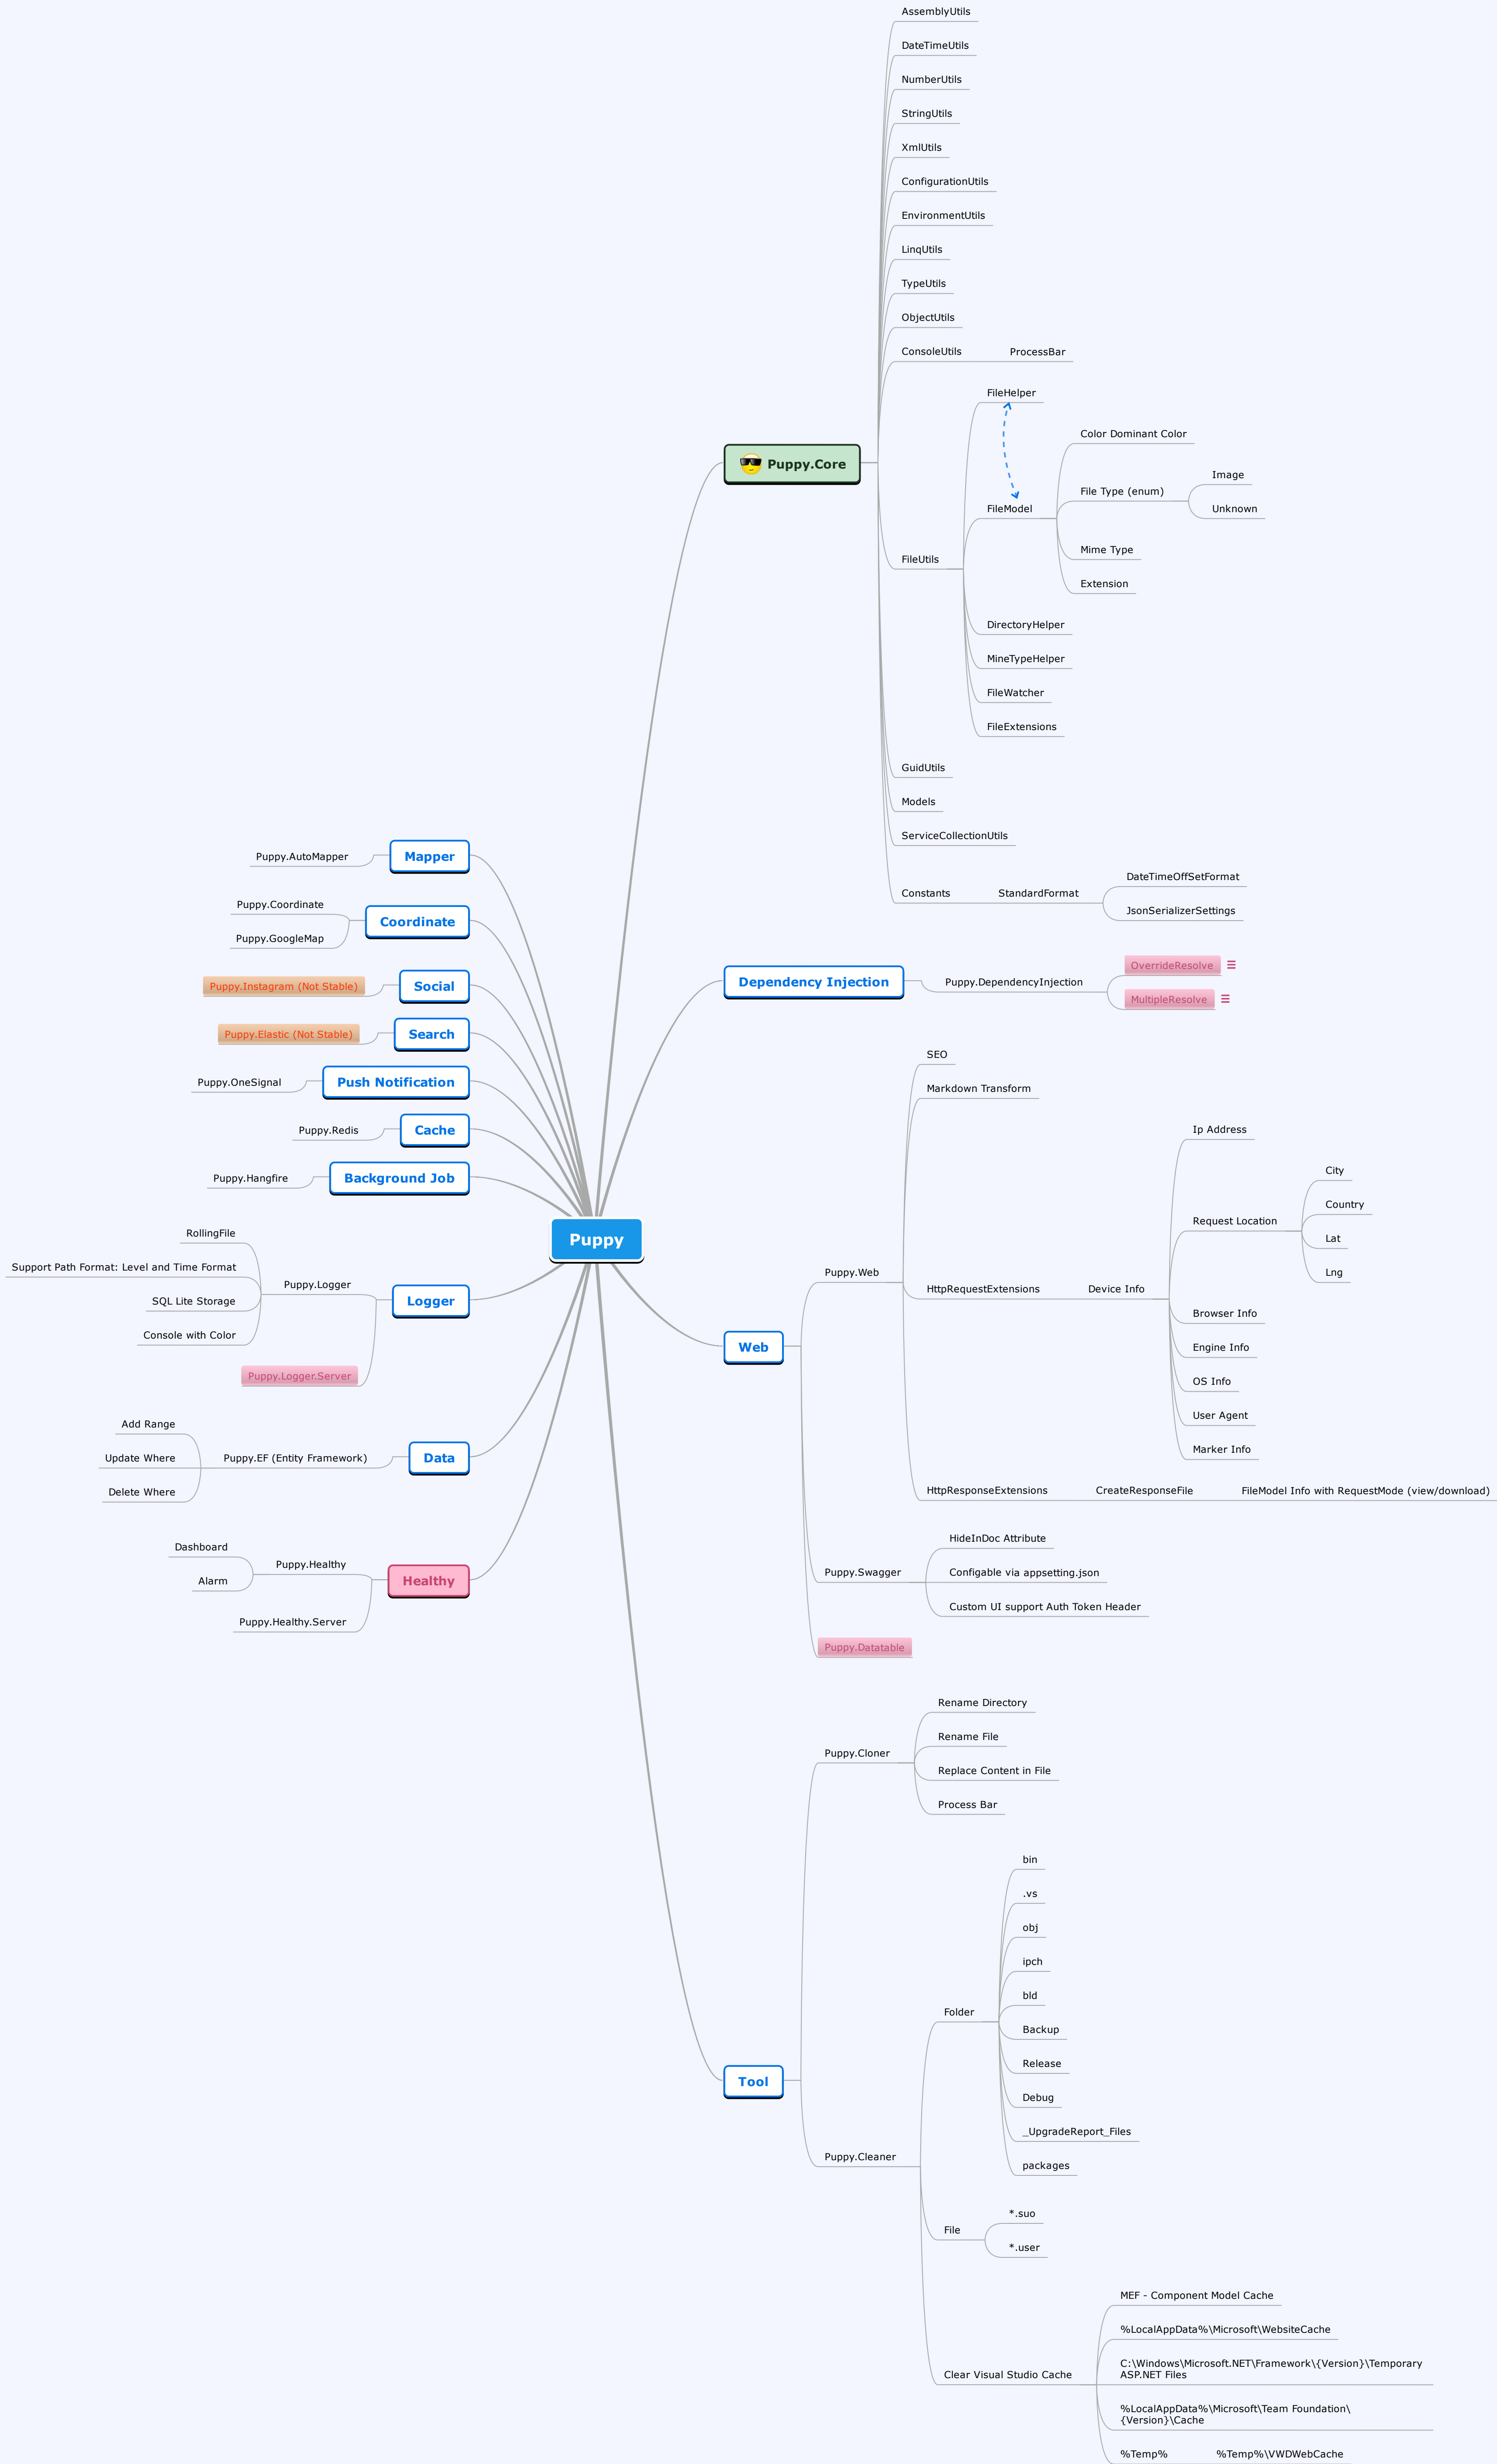 Puppy
Puppy.Core
AssemblyUtils
DateTimeUtils
NumberUtils
StringUtils
XmlUtils
ConfigurationUtils
EnvironmentUtils
LinqUtils
TypeUtils
ObjectUtils
ConsoleUtils
ProcessBar
FileUtils
FileHelper
FileModel
Color Dominant Color
File Type (enum)
Image
Unknown
Mime Type
Extension
DirectoryHelper
MineTypeHelper
FileWatcher
FileExtensions
GuidUtils
Models
ServiceCollectionUtils
Constants
StandardFormat
DateTimeOffSetFormat
JsonSerializerSettings
Dependency Injection
Puppy.DependencyInjection
OverrideResolve
MultipleResolve
Web
Puppy.Web
SEO
Markdown Transform
HttpRequestExtensions
Device Info
Ip Address
Request Location
City
Country
Lat
Lng
Browser Info
Engine Info
OS Info
User Agent
Marker Info
HttpResponseExtensions
CreateResponseFile
FileModel Info with RequestMode (view/download)
Puppy.Swagger
HideInDoc Attribute
Configable via appsetting.json
Custom UI support Auth Token Header
Puppy.Datatable
Tool
Puppy.Cloner
Rename Directory
Rename File
Replace Content in File
Process Bar
Puppy.Cleaner
Folder
bin
.vs
obj
ipch
bld
Backup
Release
Debug
_UpgradeReport_Files
packages
File
*.suo
*.user
Clear Visual Studio Cache
MEF - Component Model Cache
%LocalAppData%\Microsoft\WebsiteCache
C:\Windows\Microsoft.NET\Framework\{Version}\Temporary
ASP.NET Files
%LocalAppData%\Microsoft\Team Foundation\
{Version}\Cache
%Temp%
%Temp%\VWDWebCache
Mapper
Puppy.AutoMapper
Coordinate
Puppy.Coordinate
Puppy.GoogleMap
Social
Puppy.Instagram (Not Stable)
Search
Puppy.Elastic (Not Stable)
Push Notification
Puppy.OneSignal
Cache
Puppy.Redis
Background Job
Puppy.Hangfire
Logger
Puppy.Logger
RollingFile
Support Path Format: Level and Time Format
SQL Lite Storage
Console with Color
Puppy.Logger.Server
Data
Puppy.EF (Entity Framework)
Add Range
Update Where
Delete Where
Healthy
Puppy.Healthy
Dashboard
Alarm
Puppy.Healthy.Server